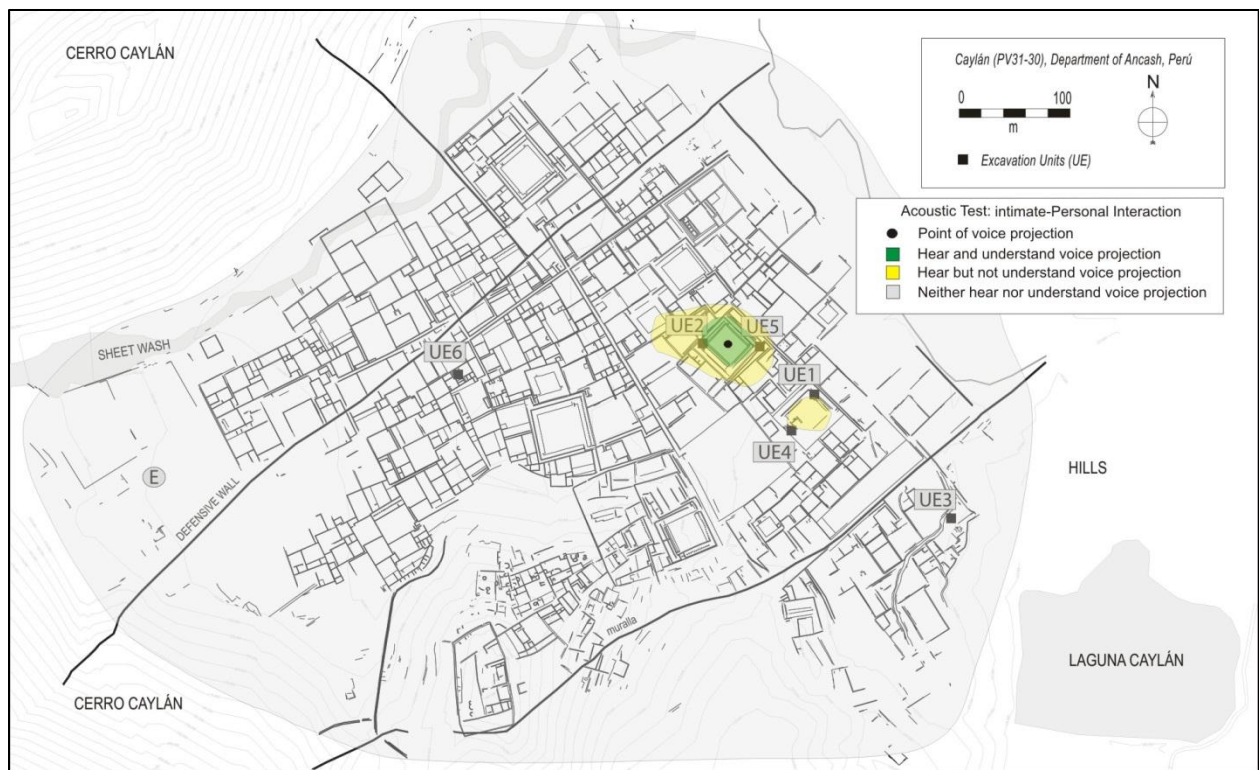 CERRO CAYLÁN
Caylán (PV31-30), Department of Ancash, Perú
0 100
m
N
Excavation Units (UE)
Acoustic Test: intimate-Personal Interaction
Point of voice projection
Hear and understand voice projection
Hear but not understand voice projection
Neither hear nor understand voice projection
SHEET WASH
UE2
UE5
UE6
UE1
UE4
E
DEFENSIVE WALL
HILLS
UE3
muralla
LAGUNA CAYLÁN
CERRO CAYLÁN